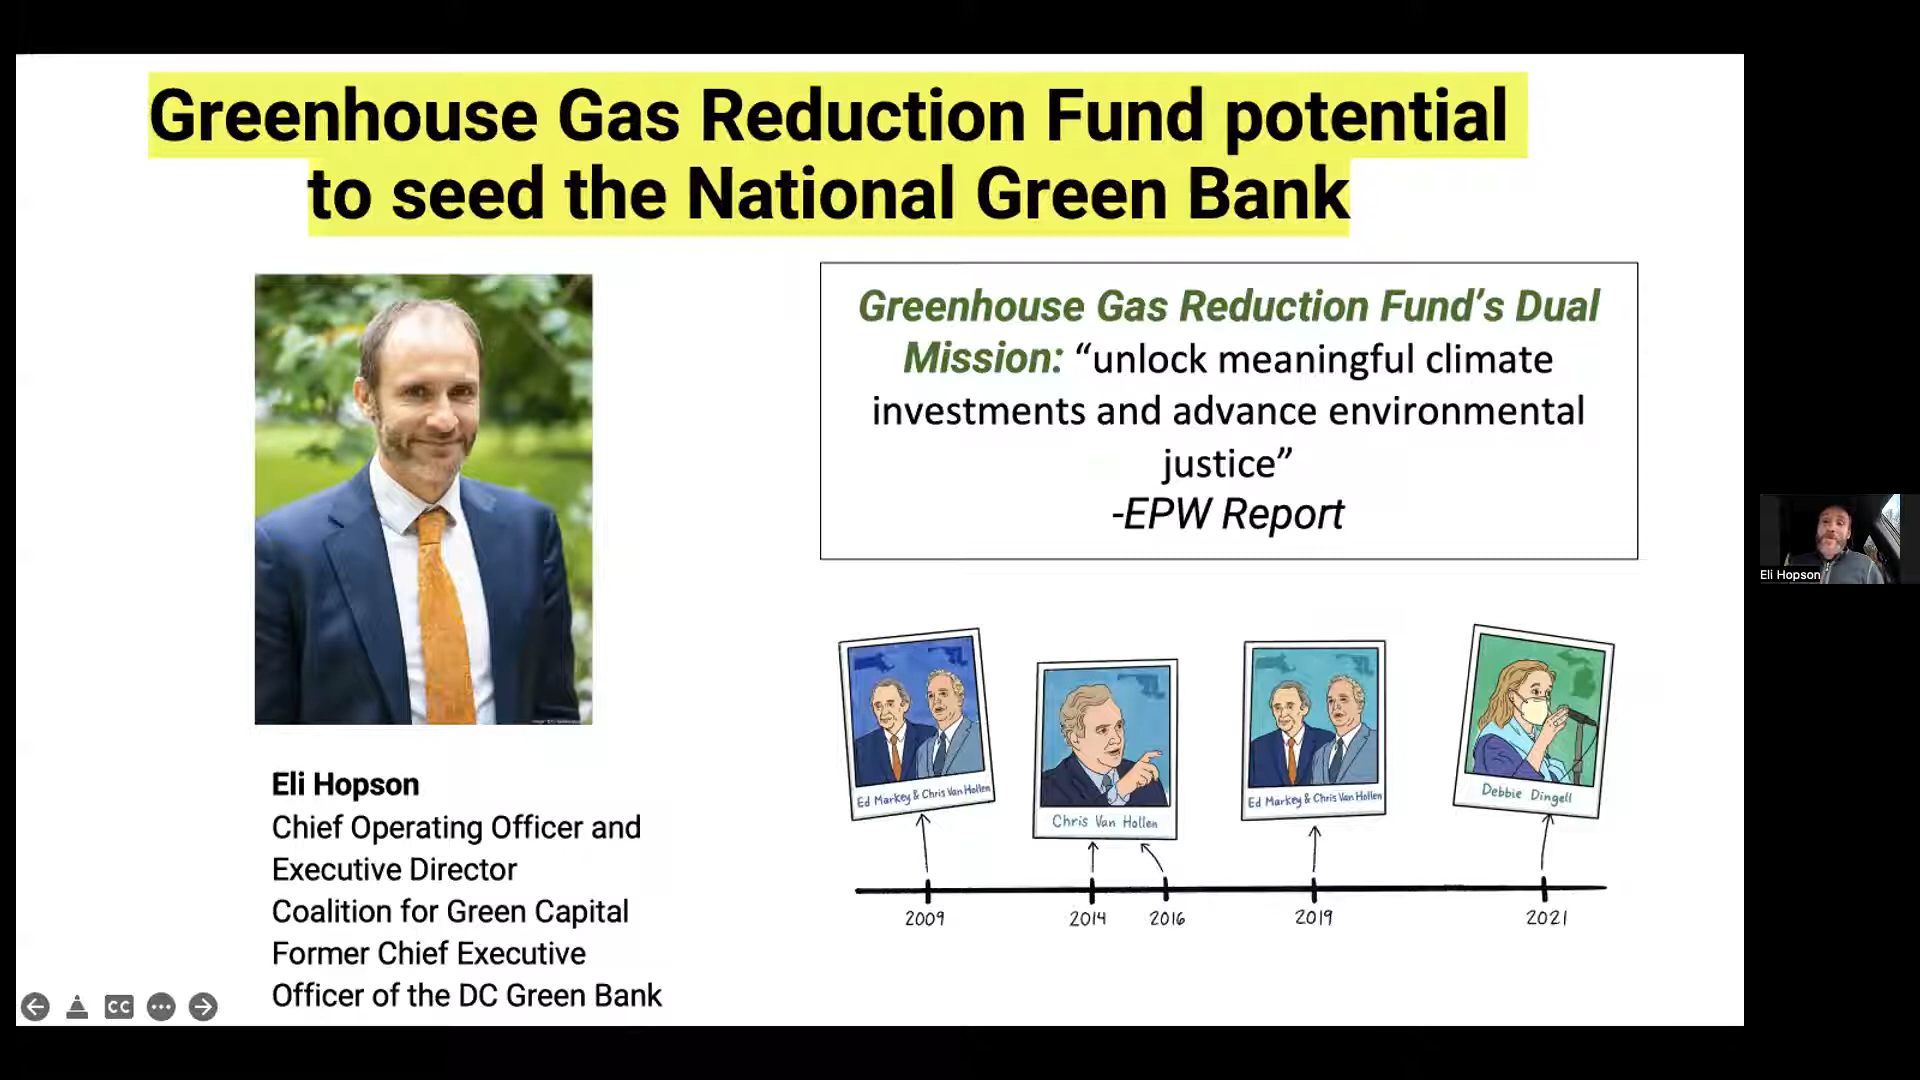 Greenhouse Gas Reduction Fund potential
to seed the National Green Bank
Greenhouse Gas Reduction Fund’s Dual
Mission: “unlock meaningful climate
investments and advance environmental
justice”
-EPW Report
Eli Hopson
Ed Markey & Chris Van Hollen
Chris Van Hollen
Ed Markey & Chris Van Hollen
Debbie Dingell
2009
2014
2016
2019
2021
Eli Hopson
Chief Operating Officer and
Executive Director
Coalition for Green Capital
Former Chief Executive
Officer of the DC Green Bank
CC